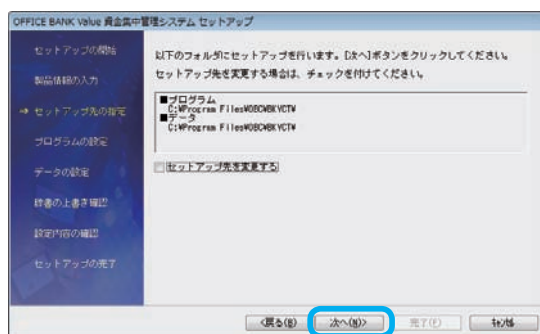 OFFICE BANK Value 資金集中管理システム セットアップ
セットアップの開始
製品情報の入力
➔ セットアップ先の指定
プログラムの設定
データの設定
辞書の上書き確認
設定内容の確認
セットアップの完了
以下のフォルダにセットアップを行います。[次へ]ボタンをクリックしてください。
セットアップ先を変更する場合は、チェックを付けてください。
■プログラム
C:¥Program Files¥OBC¥BKVCT¥
■データ
C:¥Program Files¥OBC¥BKVCT¥
セットアップ先を変更する
<戻る(B)
次へ(N)>
完了(F)
キャンセル